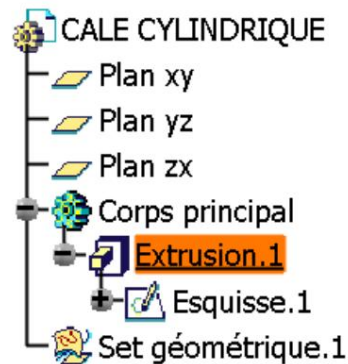 CALE CYLINDRIQUE
Plan xy
Plan yz
Plan zx
Corps principal
Extrusion.1
Esquisse.1
Set géométrique.1